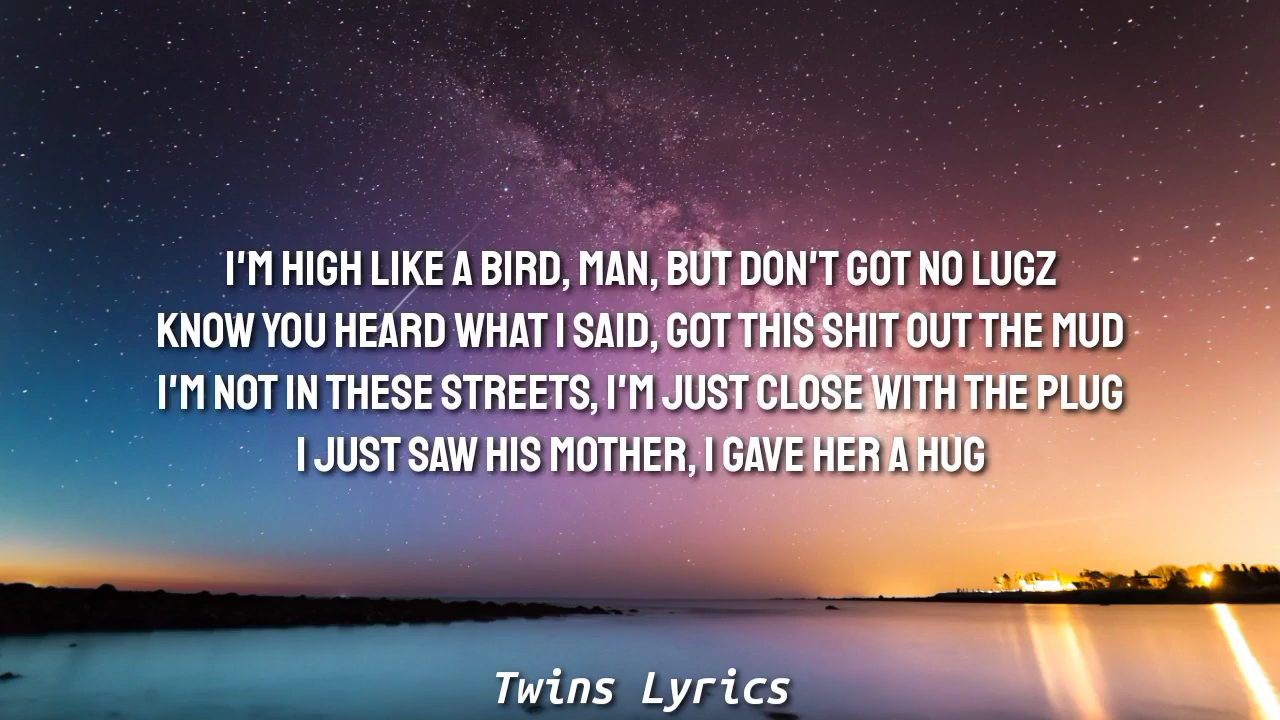 I'M HIGH LIKE A BIRD, MAN, BUT DON'T GOT NO LUGZ
KNOW YOU HEARD WHAT I SAID, GOT THIS SHIT OUT THE MUD
I'M NOT IN THESE STREETS, I'M JUST CLOSE WITH THE PLUG
I JUST SAW HIS MOTHER, I GAVE HER A HUG
Twins Lyrics